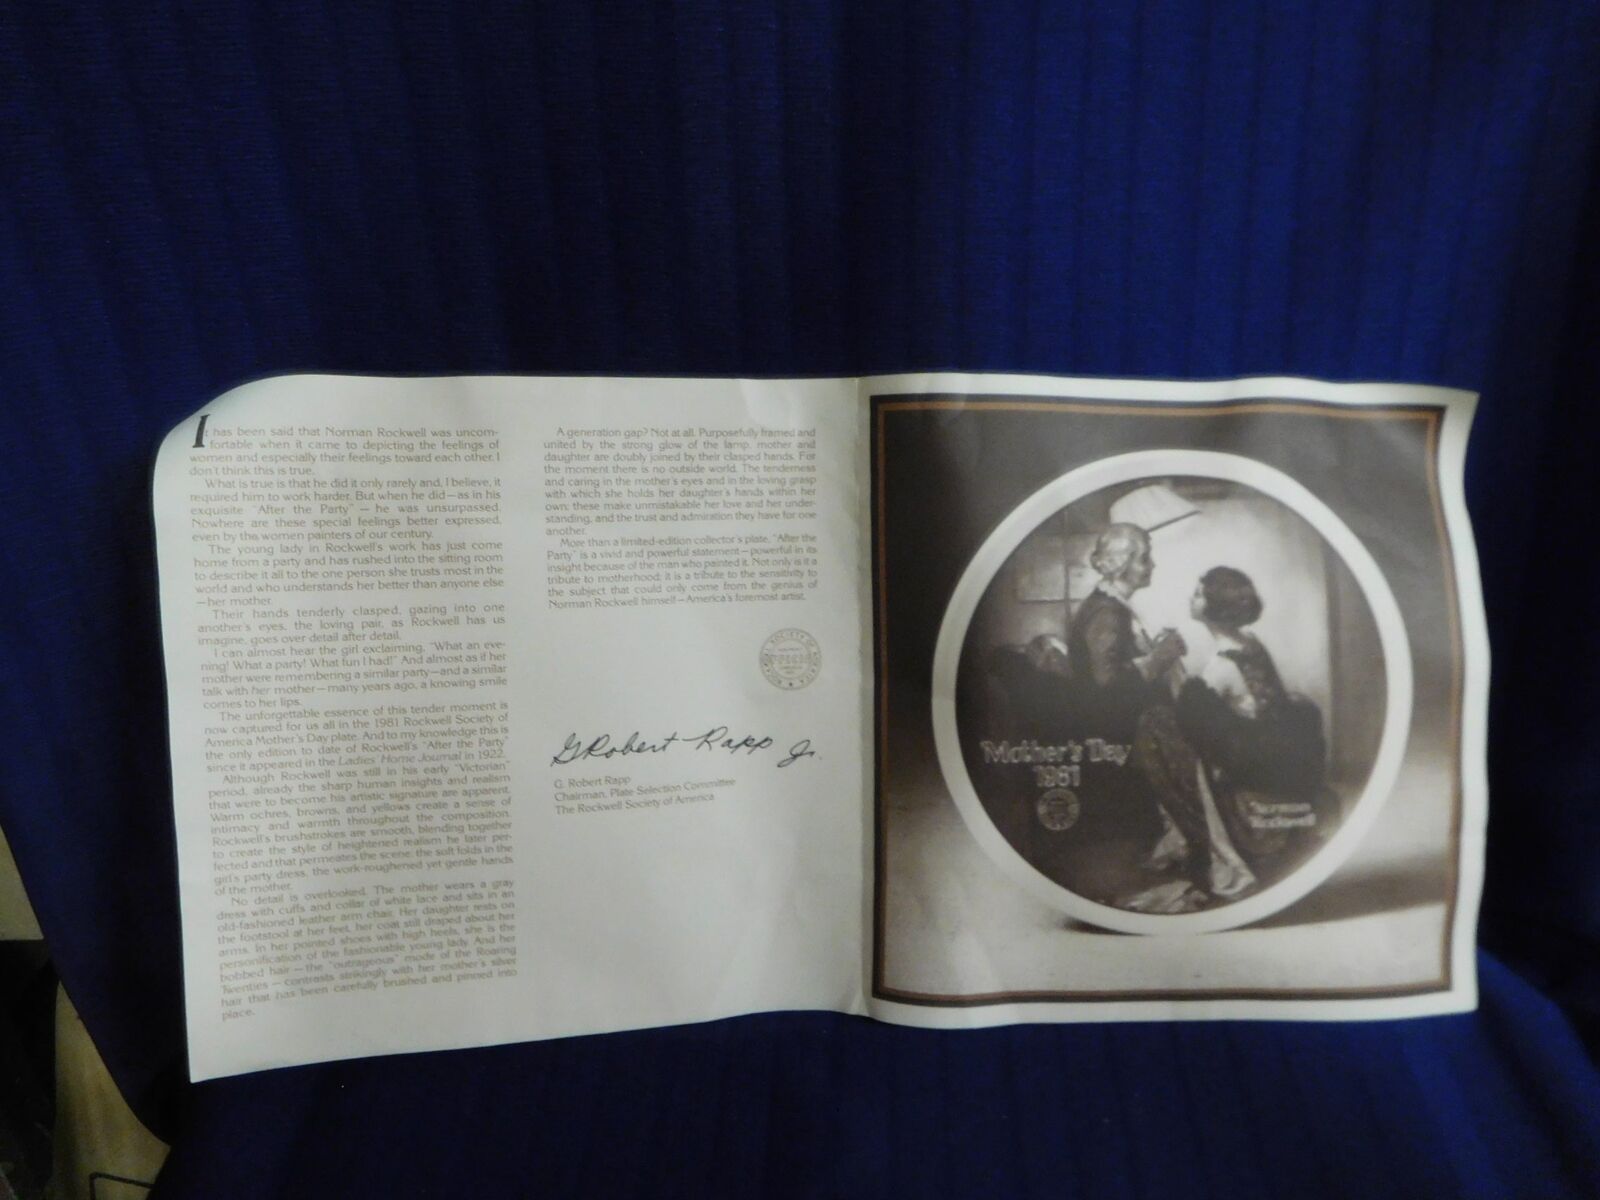 It has been said that Norman Rockwell was uncom-
fortable when it came to depicting the feelings of
women and especially their feelings toward each other. I
don't think this is true.
What is true is that he did it only rarely and, I believe, it
required him to work harder. But when he did—as in his
exquisite "After the Party" — he was unsurpassed.
Nowhere are these special feelings better expressed,
even by the women painters of our century.
The young lady in Rockwell's work has just come
home from a party and has rushed into the sitting room
to describe it all to the one person she trusts most in the
world and who understands her better than anyone else
—her mother.
Their hands tenderly clasped, gazing into one
another's eyes, the loving pair, as Rockwell has us
imagine, goes over detail after detail.
I can almost hear the girl exclaiming, "What an eve-
ning! What a party! What fun I had!" And almost as if her
mother were remembering a similar party—and a similar
talk with her mother—many years ago, a knowing smile
comes to her lips.
The unforgettable essence of this tender moment is
now captured for us all in the 1981 Rockwell Society of
America Mother's Day plate. And to my knowledge this is
the only edition to date of Rockwell's "After the Party"
since it appeared in the Ladies' Home Journal in 1922.
Although Rockwell was still in his early "Victorian"
period, already the sharp human insights and realism
that were to become his artistic signature are apparent.
Warm ochres, browns, and yellows create a sense of
intimacy and warmth throughout the composition.
Rockwell's brushstrokes are smooth, blending together
to create the style of heightened realism he later per-
fected and that permeates the scene: the soft folds in the
girl's party dress, the work-roughened yet gentle hands
of the mother.
No detail is overlooked. The mother wears a gray
dress with cuffs and collar of white lace and sits in an
old-fashioned leather arm chair. Her daughter rests on
the footstool at her feet, her coat still draped about her
arms. In her pointed shoes with high heels, she is the
personification of the fashionable young lady. And her
bobbed hair—the "outrageous" mode of the Roaring
Twenties—contrasts strikingly with her mother's silver
hair that has been carefully brushed and pinned into
place.
A generation gap? Not at all. Purposefully framed and
united by the strong glow of the lamp, mother and
daughter are doubly joined by their clasped hands. For
the moment there is no outside world. The tenderness
and caring in the mother's eyes and in the loving grasp
with which she holds her daughter's hands within her
own; these make unmistakable her love and her under-
standing, and the trust and admiration they have for one
another.
More than a limited-edition collector's plate, "After the
Party" is a vivid and powerful statement—powerful in its
insight because of the man who painted it. Not only is it a
tribute to motherhood; it is a tribute to the sensitivity to
the subject that could only come from the genius of
Norman Rockwell himself—America's foremost artist.
ROCKWELL SOCIETY OF AMERICA
G Robert Rapp Jr.
G. Robert Rapp
Chairman, Plate Selection Committee
The Rockwell Society of America
Mother's Day
1981
Norman
Rockwell